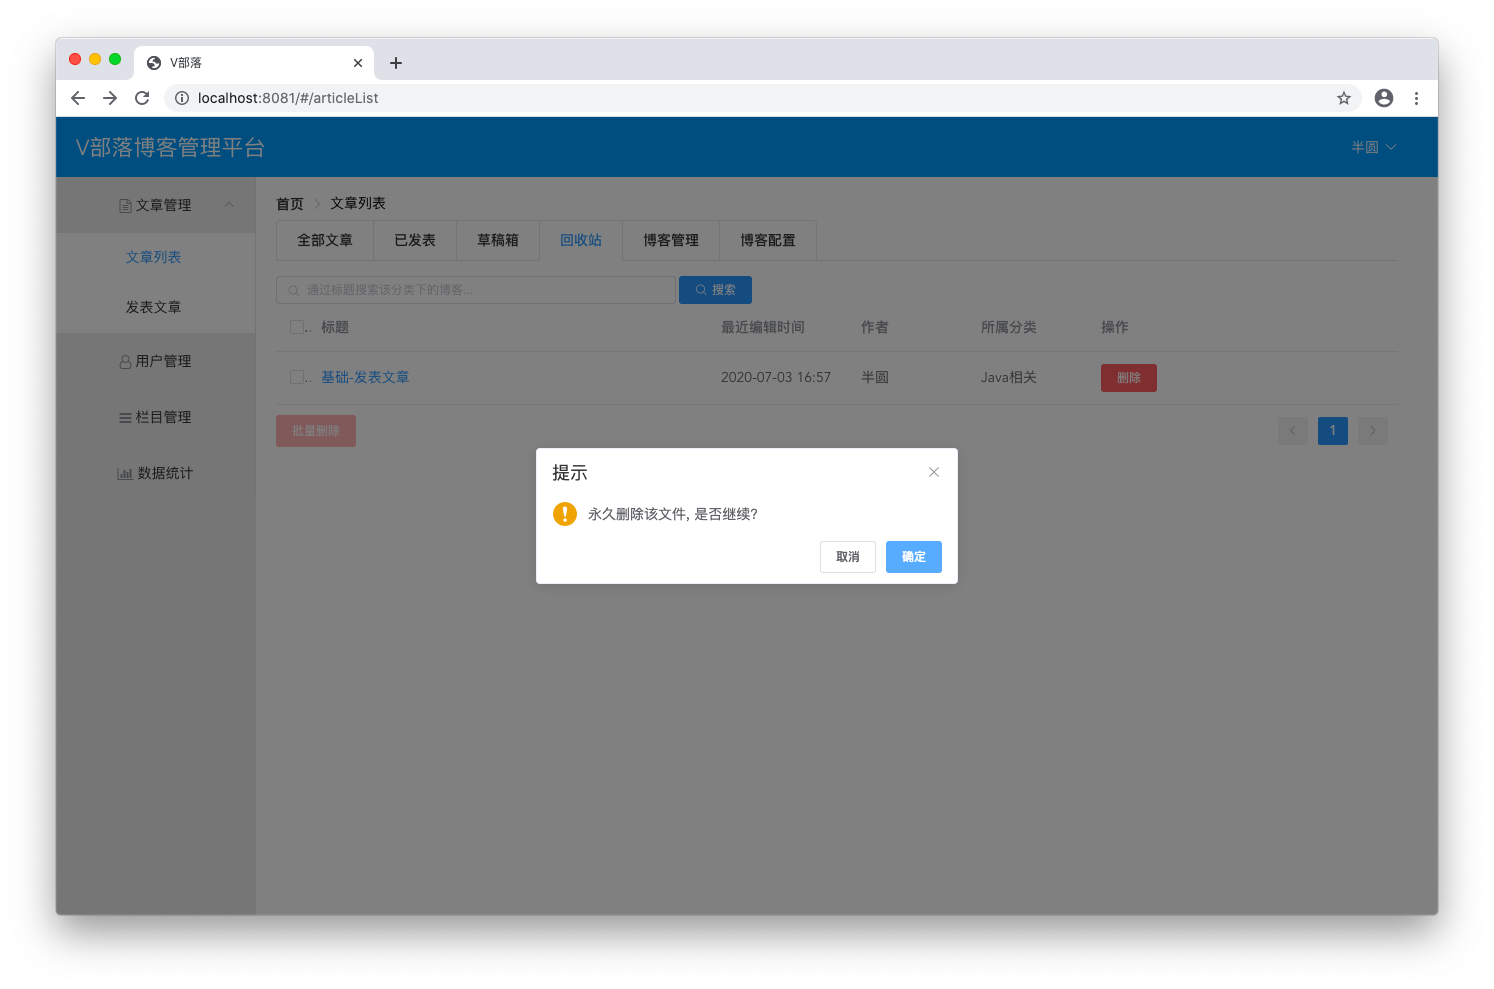 V部落
localhost:8081/#/articleList
V部落博客管理平台
半圆
文章管理
文章列表
发表文章
用户管理
栏目管理
数据统计
首页 文章列表
全部文章 已发表 草稿箱 回收站 博客管理 博客配置
通过标题搜索该分类下的博客... 搜索
.. 标题 最近编辑时间 作者 所属分类 操作
.. 基础-发表文章 2020-07-03 16:57 半圆 Java相关 删除
批量删除 1
提示
永久删除该文件, 是否继续?
取消 确定